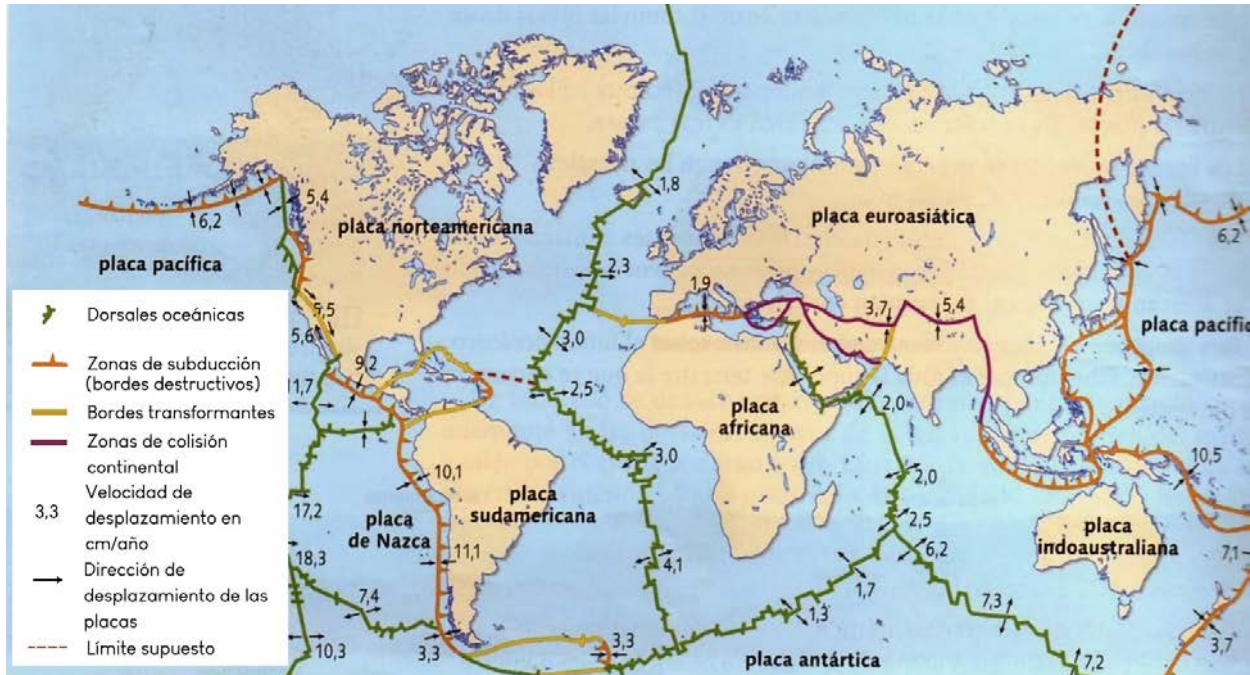 1,8
5,4
placa norteamericana
placa euroasiática
6,2
6,2
placa pacífica
2,3
1,9
3,7
5,4
placa pacífic
Dorsales oceánicas
Zonas de subducción
(bordes destructivos)
Bordes transformantes
Zonas de colisión
continental
Velocidad de
desplazamiento en
cm/año
3,3
Dirección de
desplazamiento de las
placas
Límite supuesto
5,5
5,6
3,0
9,2
11,7
2,5
placa
africana
2,0
3,0
10,1
10,5
placa
sudamericana
2,0
17,2
placa
de Nazca
2,5
placa
indoaustraliana
11,1
6,2
7,1
18,3
4,1
1,7
7,4
1,3
7,3
10,3
3,3
3,3
3,7
placa antártica
7,2